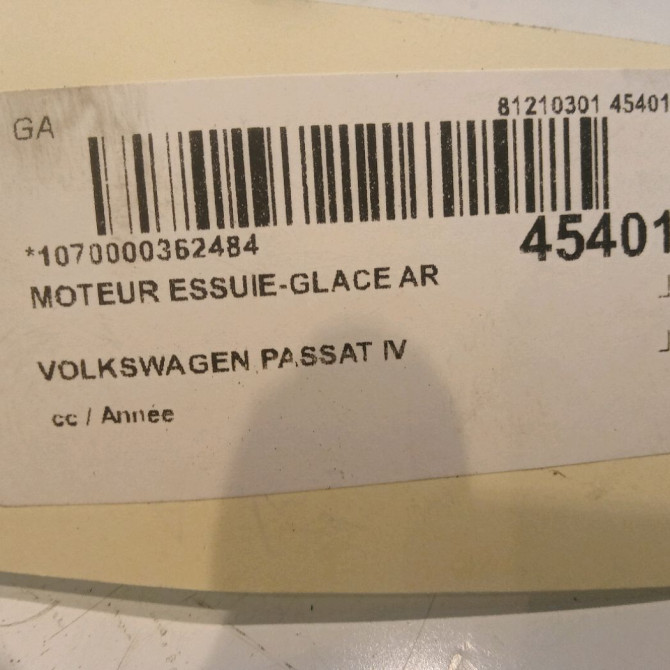 GA
81210301 45401
*1070000362484
45401
MOTEUR ESSUIE-GLACE AR
VOLKSWAGEN PASSAT IV
cc / Année